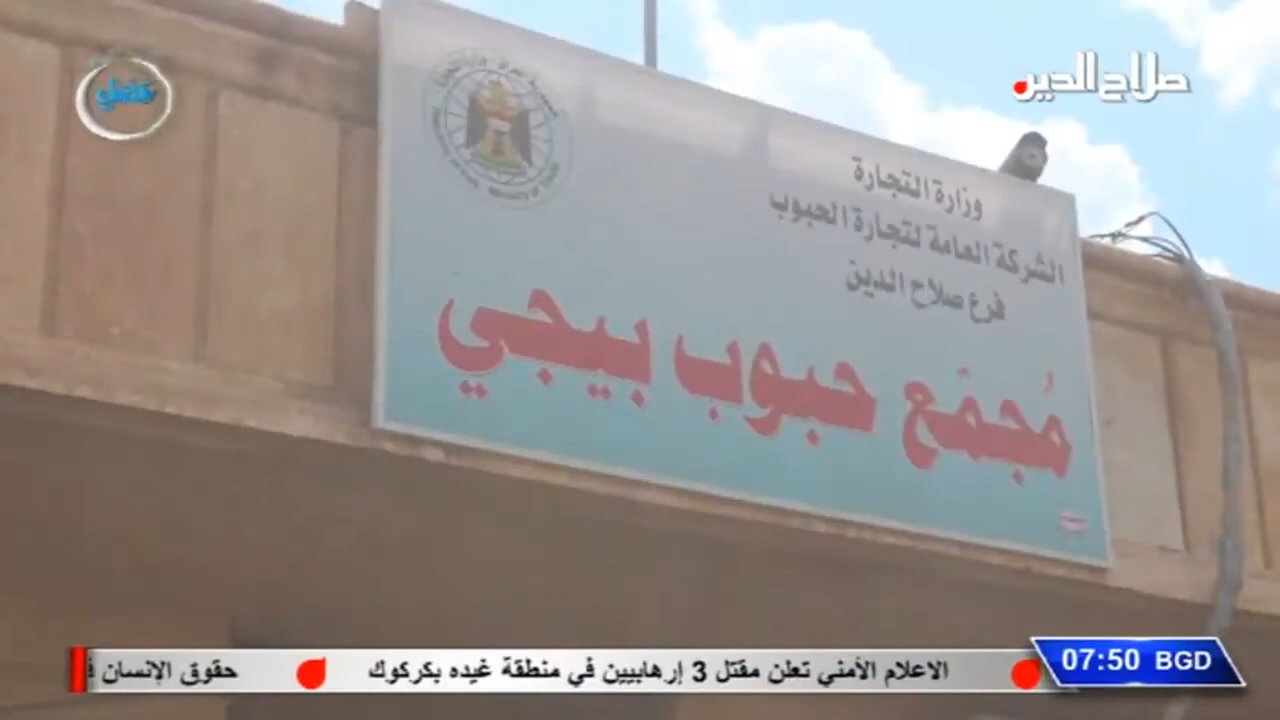 صلاح الدين
وزارة التجارة
الشركة العامة لتجارة الحبوب
فرع صلاح الدين
مُجمَع حبوب بيجي
07:50 BGD
الاعلام الأمني تعلن مقتل 3 إرهابيين في منطقة غيده بكركوك
حقوق الإنسان